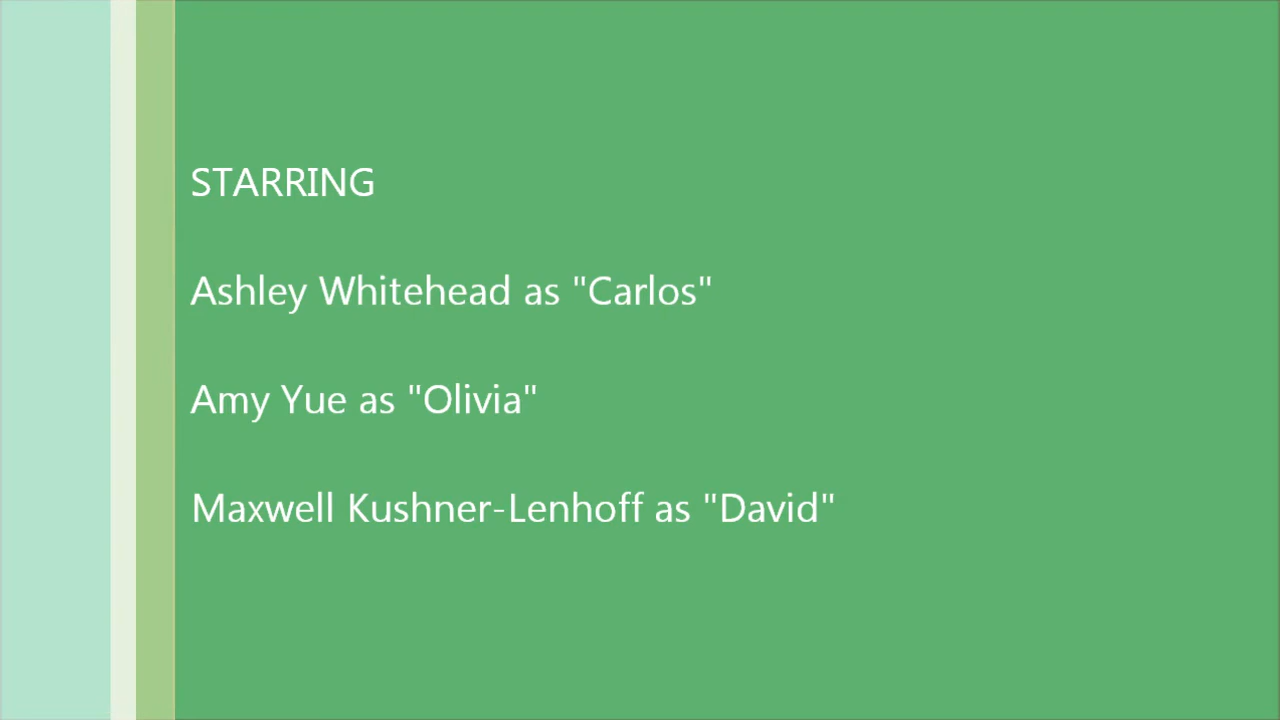 STARRING
Ashley Whitehead as "Carlos"
Amy Yue as "Olivia"
Maxwell Kushner-Lenhoff as "David"